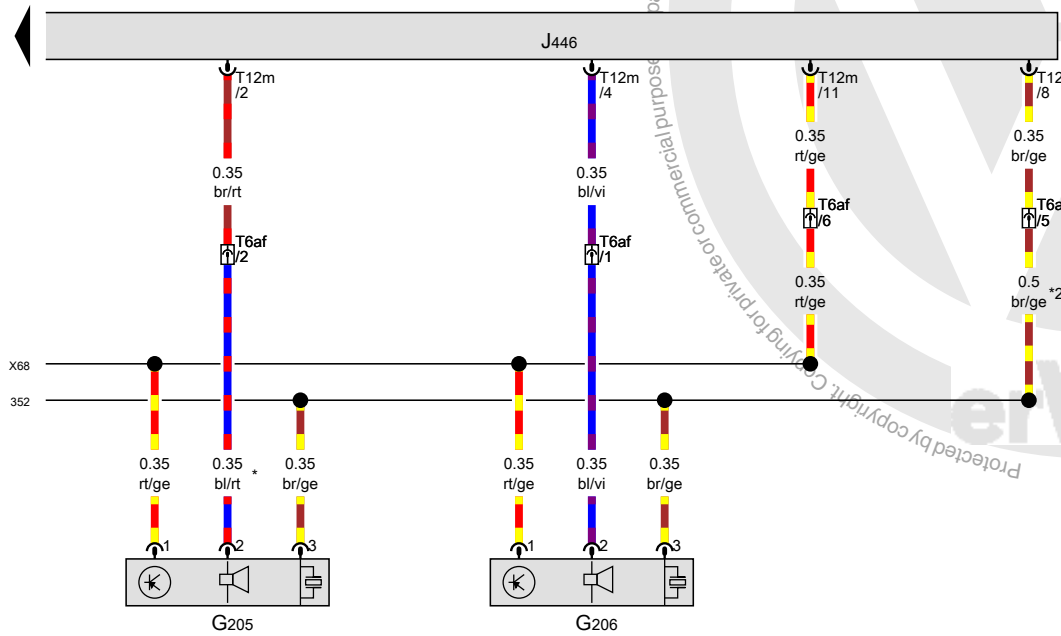 J446
T12m
/2
T12m
/4
T12m
/11
T12
/8
0.35
br/rt
0.35
bl/vi
0.35
rt/ge
0.35
br/ge
T6af
/2
T6af
/1
T6af
/6
T6a
/5
0.35
rt/ge
0.5
br/ge *2
X68
352
0.35
rt/ge
0.35
bl/rt *
0.35
br/ge
0.35
rt/ge
0.35
bl/vi
0.35
br/ge
1
2
3
1
2
3
G205
G206
Protected by copyright. Copying for private or commercial purpose
erW